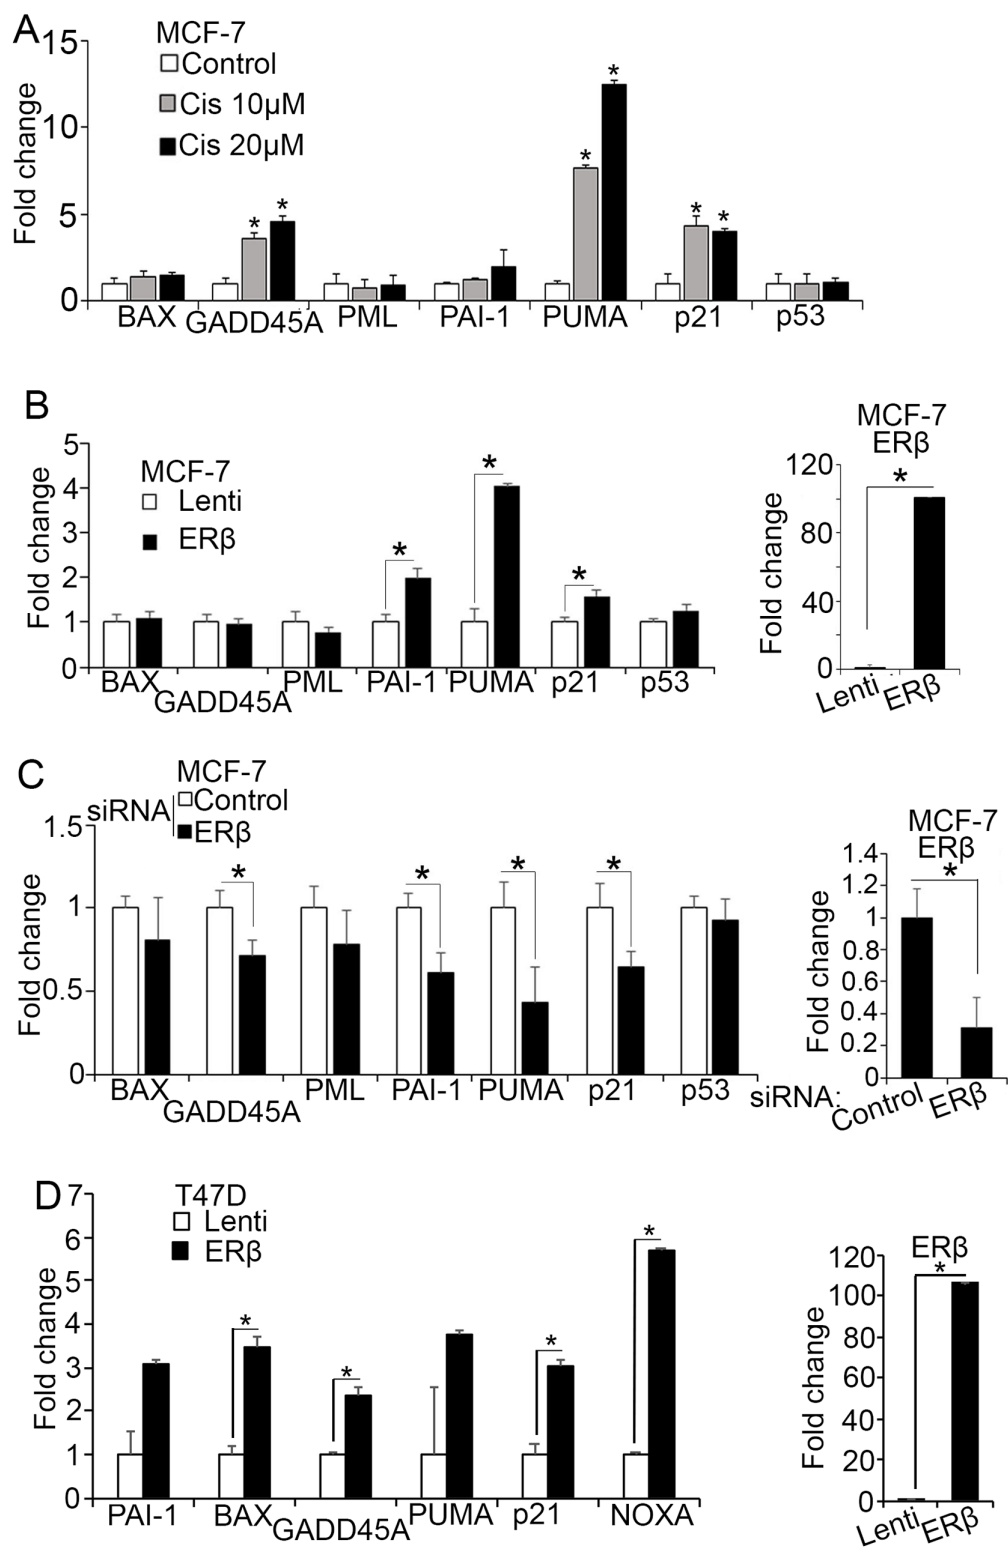 A
MCF-7
Control
Cis 10µM
Cis 20µM
Fold change
15
10
5
0
* * * * * *
BAX GADD45A PML PAI-1 PUMA p21 p53
B
MCF-7
Lenti
ERβ
Fold change
5
4
3
2
1
0
* * *
BAX GADD45A PML PAI-1 PUMA p21 p53
MCF-7
ERβ
Fold change
120
80
40
0
*
Lenti ERβ
C
MCF-7
siRNA
Control
ERβ
Fold change
1.5
1
0.5
0
* * * *
BAX GADD45A PML PAI-1 PUMA p21 p53
MCF-7
ERβ
Fold change
1.4
1.2
1
0.8
0.6
0.4
0.2
0
*
siRNA: Control ERβ
D
T47D
Lenti
ERβ
Fold change
7
6
5
4
3
2
1
0
* * * *
PAI-1 BAX GADD45A PUMA p21 NOXA
ERβ
Fold change
120
100
80
60
40
20
0
*
Lenti ERβ